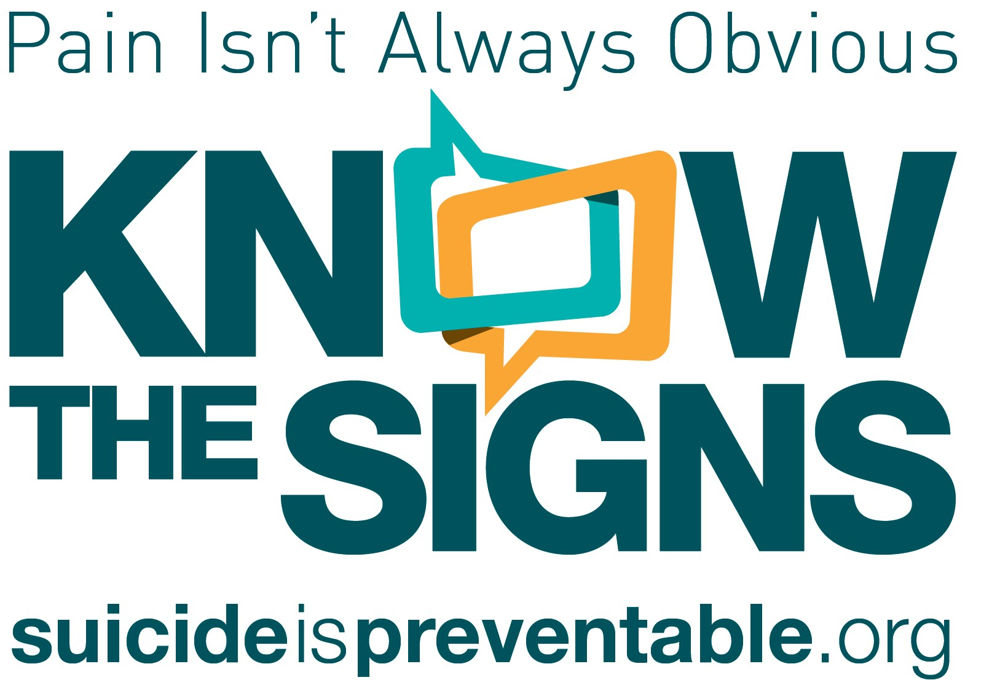 Pain Isn't Always Obvious
KNOW
THE SIGNS
suicideispreventable.org